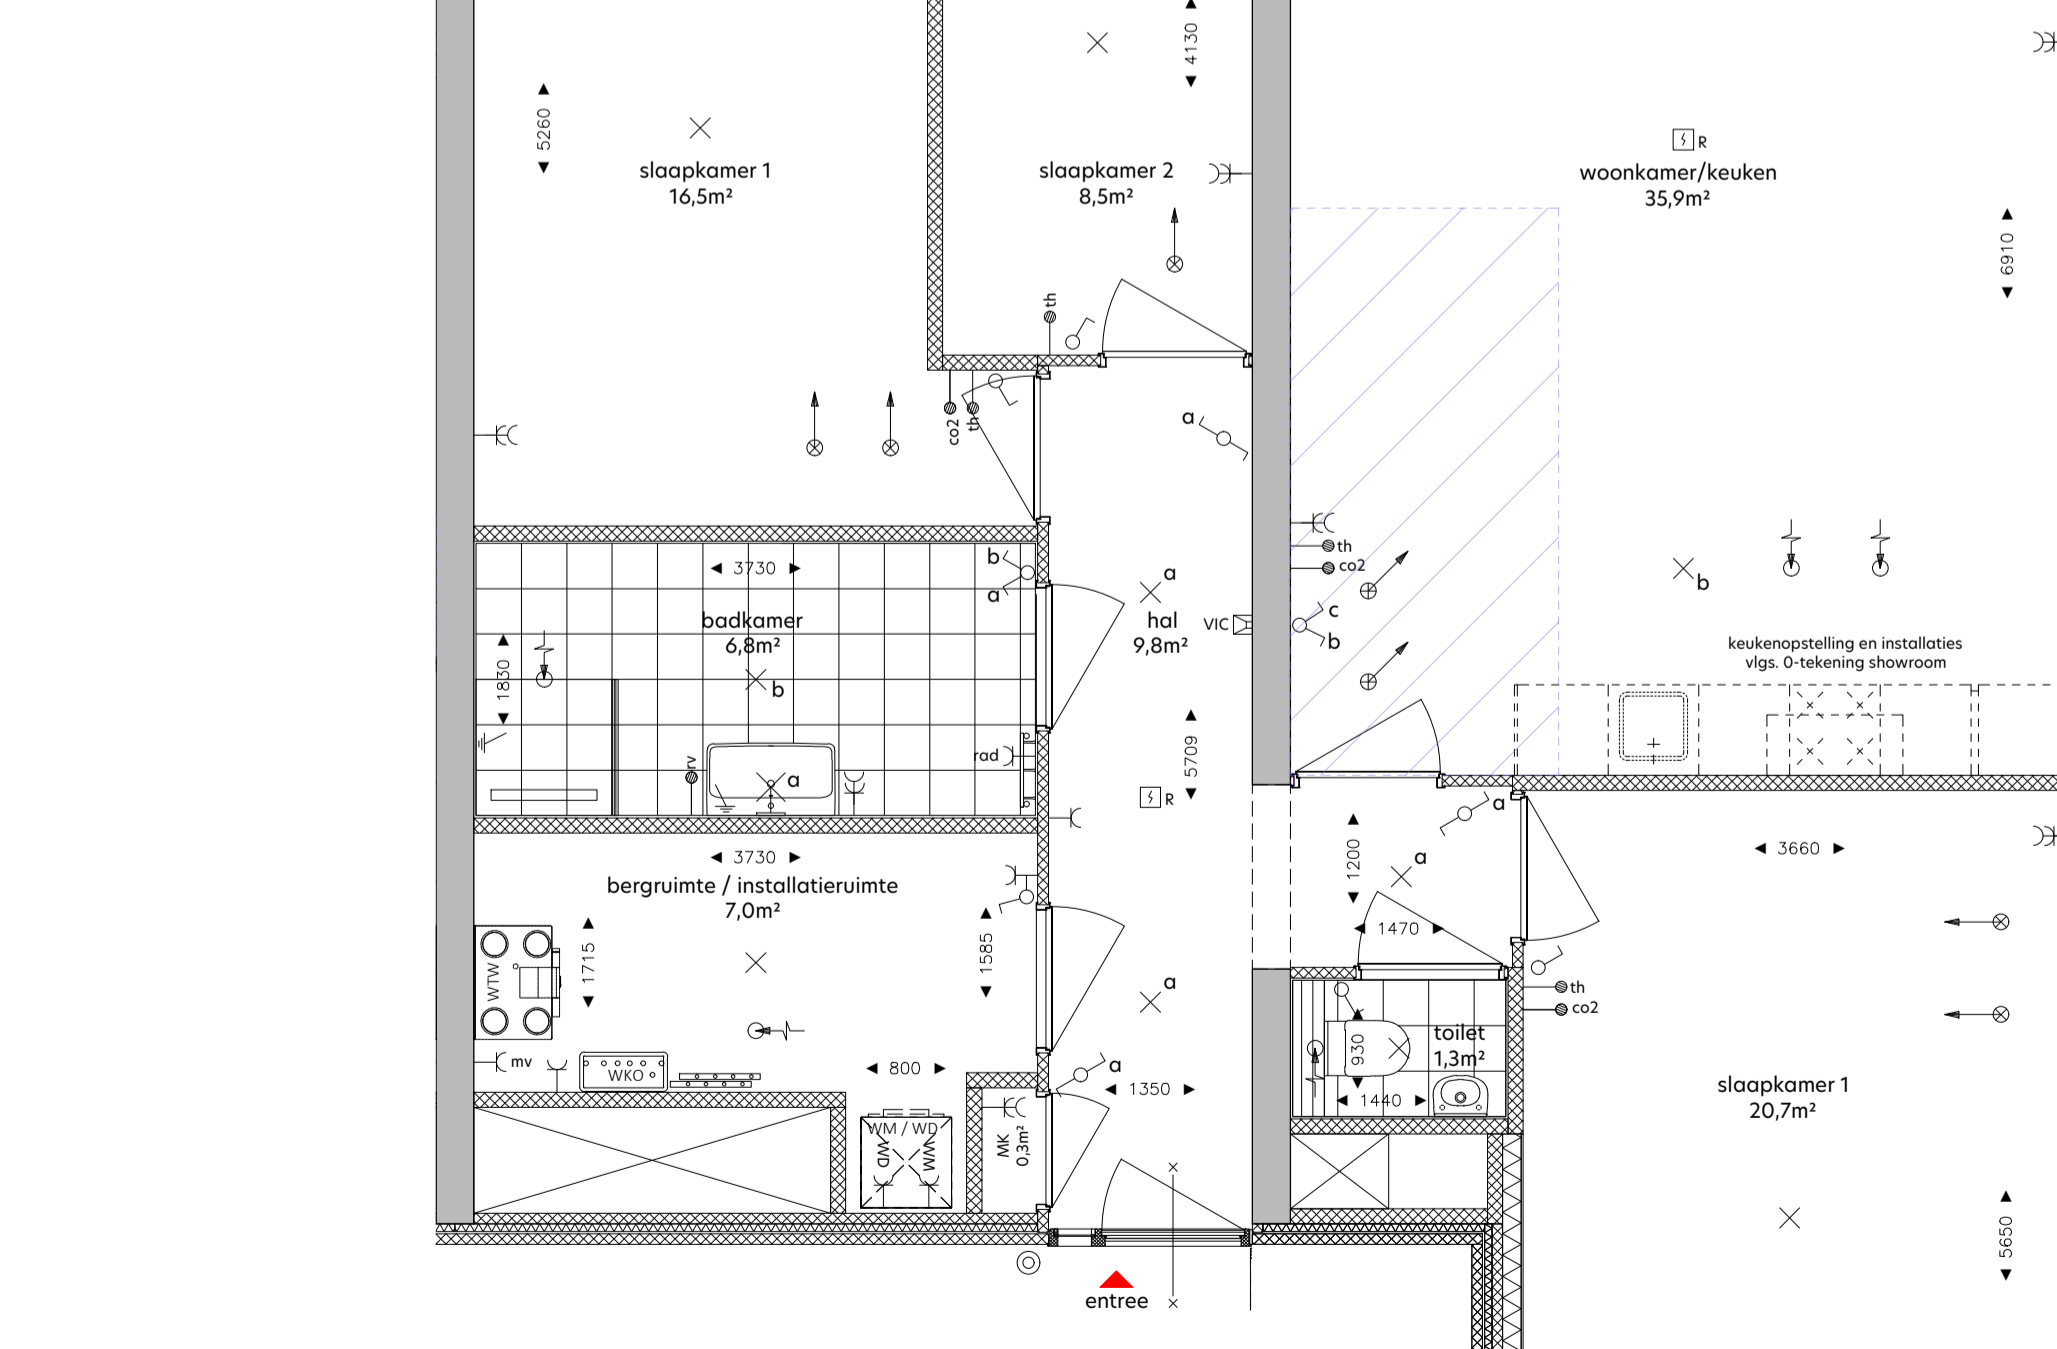 4130
5260
R
slaapkamer 1
16,5m²
slaapkamer 2
8,5m²
woonkamer/keuken
35,9m²
6910
th
co2
th
a
th
co2
b
a
3730
badkamer
6,8m²
b
1830
a
hal
9,8m²
VIC
c
b
b
keukenopstelling en installaties
vlgs. 0-tekening showroom
rad
rv
a
5709
R
a
1200
a
3660
3730
bergruimte / installatieruimte
7,0m²
1470
WTW
1715
1585
a
th
co2
toilet
1,3m²
930
mv
WKO
800
a
1350
1440
slaapkamer 1
20,7m²
WM / WD
WD
WM
MK
0,3m²
5650
entree